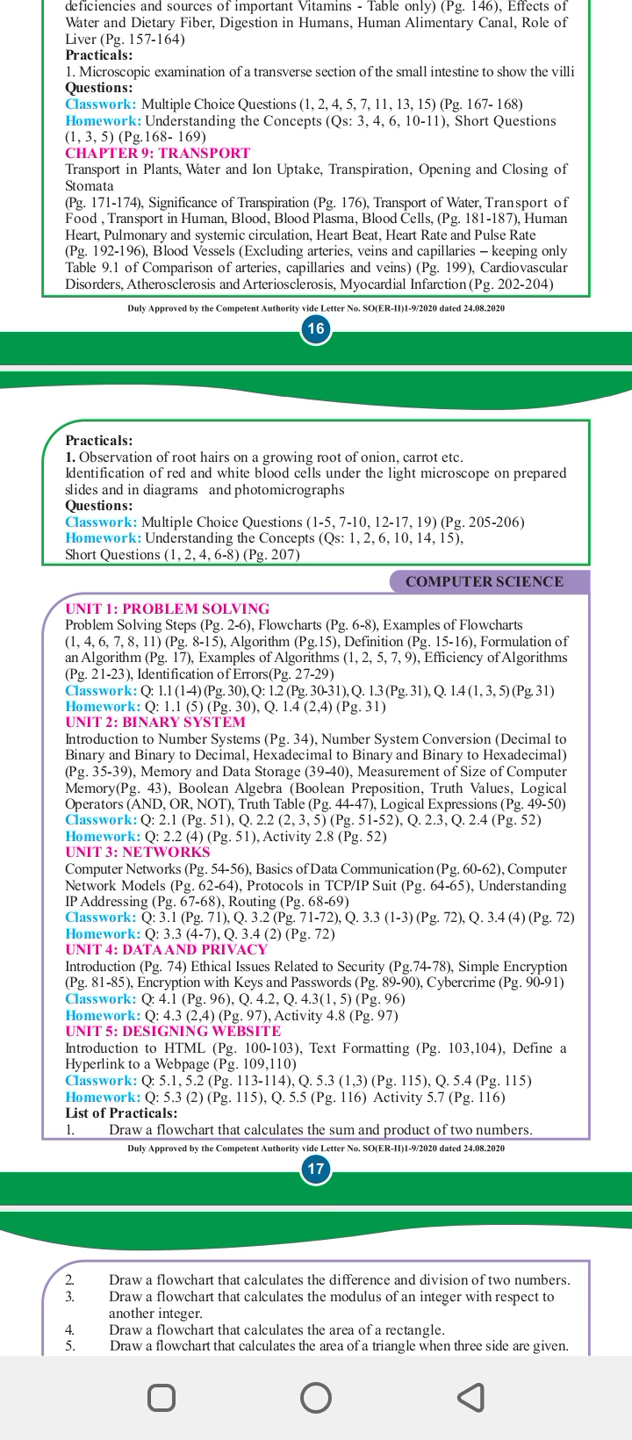 deficiencies and sources of important Vitamins - Table only) (Pg. 146), Effects of
Water and Dietary Fiber, Digestion in Humans, Human Alimentary Canal, Role of
Liver (Pg. 157-164)
Practicals:
1. Microscopic examination of a transverse section of the small intestine to show the villi
Questions:
Classwork: Multiple Choice Questions (1, 2, 4, 5, 7, 11, 13, 15) (Pg. 167- 168)
Homework: Understanding the Concepts (Qs: 3, 4, 6, 10-11), Short Questions
(1, 3, 5) (Pg.168- 169)
CHAPTER 9: TRANSPORT
Transport in Plants, Water and Ion Uptake, Transpiration, Opening and Closing of
Stomata
(Pg. 171-174), Significance of Transpiration (Pg. 176), Transport of Water, Transport of
Food , Transport in Human, Blood, Blood Plasma, Blood Cells, (Pg. 181-187), Human
Heart, Pulmonary and systemic circulation, Heart Beat, Heart Rate and Pulse Rate
(Pg. 192-196), Blood Vessels (Excluding arteries, veins and capillaries – keeping only
Table 9.1 of Comparison of arteries, capillaries and veins) (Pg. 199), Cardiovascular
Disorders, Atherosclerosis and Arteriosclerosis, Myocardial Infarction (Pg. 202-204)
Duly Approved by the Competent Authority vide Letter No. SO(ER-II)1-9/2020 dated 24.08.2020
16
Practicals:
1. Observation of root hairs on a growing root of onion, carrot etc.
Identification of red and white blood cells under the light microscope on prepared
slides and in diagrams and photomicrographs
Questions:
Classwork: Multiple Choice Questions (1-5, 7-10, 12-17, 19) (Pg. 205-206)
Homework: Understanding the Concepts (Qs: 1, 2, 6, 10, 14, 15),
Short Questions (1, 2, 4, 6-8) (Pg. 207)
COMPUTER SCIENCE
UNIT 1: PROBLEM SOLVING
Problem Solving Steps (Pg. 2-6), Flowcharts (Pg. 6-8), Examples of Flowcharts
(1, 4, 6, 7, 8, 11) (Pg. 8-15), Algorithm (Pg.15), Definition (Pg. 15-16), Formulation of
an Algorithm (Pg. 17), Examples of Algorithms (1, 2, 5, 7, 9), Efficiency of Algorithms
(Pg. 21-23), Identification of Errors(Pg. 27-29)
Classwork: Q: 1.1 (1-4) (Pg. 30), Q: 1.2 (Pg. 30-31), Q. 1.3 (Pg. 31), Q. 1.4 (1, 3, 5) (Pg. 31)
Homework: Q: 1.1 (5) (Pg. 30), Q. 1.4 (2,4) (Pg. 31)
UNIT 2: BINARY SYSTEM
Introduction to Number Systems (Pg. 34), Number System Conversion (Decimal to
Binary and Binary to Decimal, Hexadecimal to Binary and Binary to Hexadecimal)
(Pg. 35-39), Memory and Data Storage (39-40), Measurement of Size of Computer
Memory(Pg. 43), Boolean Algebra (Boolean Preposition, Truth Values, Logical
Operators (AND, OR, NOT), Truth Table (Pg. 44-47), Logical Expressions (Pg. 49-50)
Classwork: Q: 2.1 (Pg. 51), Q. 2.2 (2, 3, 5) (Pg. 51-52), Q. 2.3, Q. 2.4 (Pg. 52)
Homework: Q: 2.2 (4) (Pg. 51), Activity 2.8 (Pg. 52)
UNIT 3: NETWORKS
Computer Networks (Pg. 54-56), Basics of Data Communication (Pg. 60-62), Computer
Network Models (Pg. 62-64), Protocols in TCP/IP Suit (Pg. 64-65), Understanding
IP Addressing (Pg. 67-68), Routing (Pg. 68-69)
Classwork: Q: 3.1 (Pg. 71), Q. 3.2 (Pg. 71-72), Q. 3.3 (1-3) (Pg. 72), Q. 3.4 (4) (Pg. 72)
Homework: Q: 3.3 (4-7), Q. 3.4 (2) (Pg. 72)
UNIT 4: DATA AND PRIVACY
Introduction (Pg. 74) Ethical Issues Related to Security (Pg.74-78), Simple Encryption
(Pg. 81-85), Encryption with Keys and Passwords (Pg. 89-90), Cybercrime (Pg. 90-91)
Classwork: Q: 4.1 (Pg. 96), Q. 4.2, Q. 4.3(1, 5) (Pg. 96)
Homework: Q: 4.3 (2,4) (Pg. 97), Activity 4.8 (Pg. 97)
UNIT 5: DESIGNING WEBSITE
Introduction to HTML (Pg. 100-103), Text Formatting (Pg. 103,104), Define a
Hyperlink to a Webpage (Pg. 109,110)
Classwork: Q: 5.1, 5.2 (Pg. 113-114), Q. 5.3 (1,3) (Pg. 115), Q. 5.4 (Pg. 115)
Homework: Q: 5.3 (2) (Pg. 115), Q. 5.5 (Pg. 116) Activity 5.7 (Pg. 116)
List of Practicals:
1. Draw a flowchart that calculates the sum and product of two numbers.
Duly Approved by the Competent Authority vide Letter No. SO(ER-II)1-9/2020 dated 24.08.2020
17
2. Draw a flowchart that calculates the difference and division of two numbers.
3. Draw a flowchart that calculates the modulus of an integer with respect to
another integer.
4. Draw a flowchart that calculates the area of a rectangle.
5. Draw a flowchart that calculates the area of a triangle when three side are given.